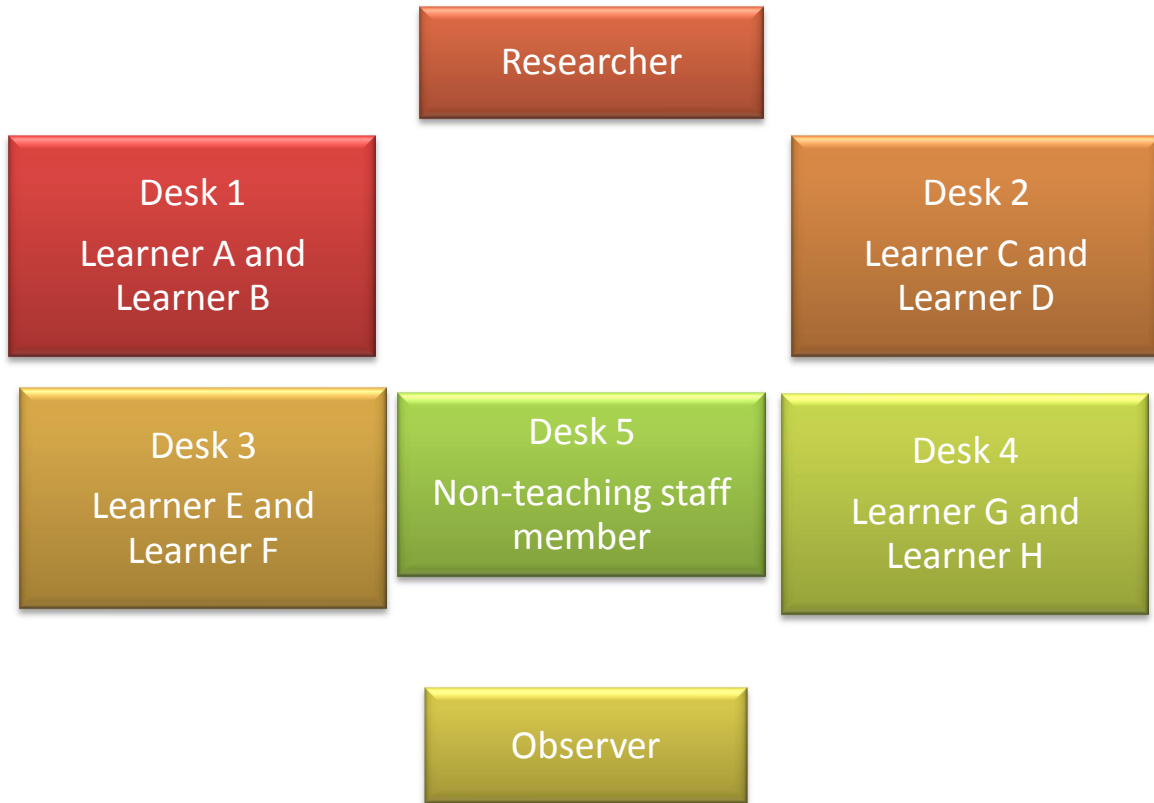 Researcher
Desk 1
Learner A and
Learner B
Desk 2
Learner C and
Learner D
Desk 3
Learner E and
Learner F
Desk 5
Non-teaching staff
member
Desk 4
Learner G and
Learner H
Observer